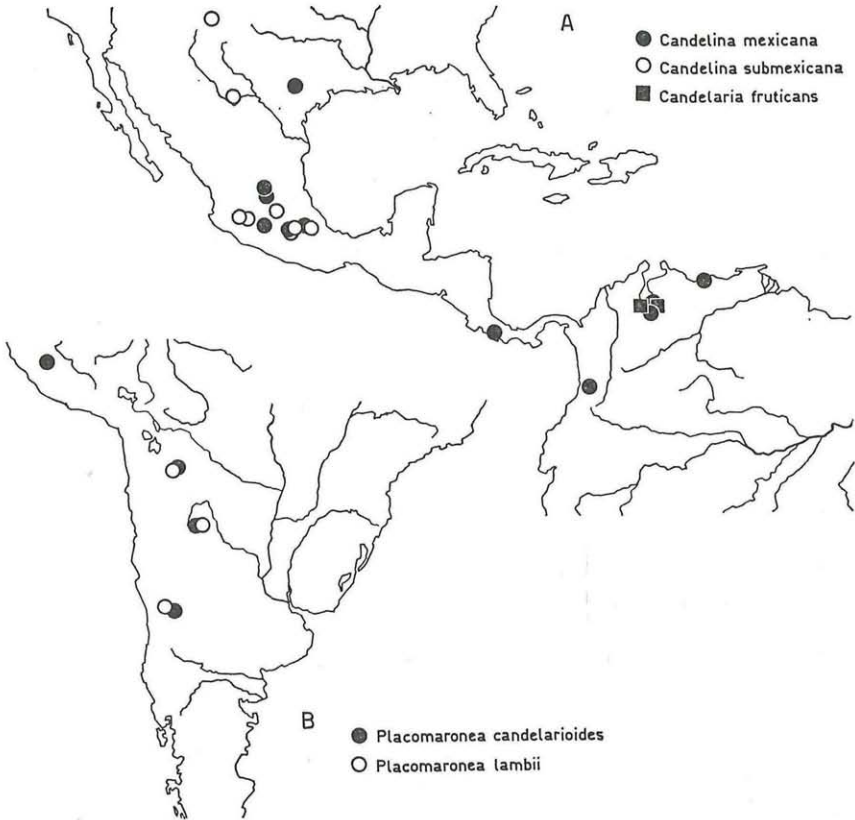 A
Candelina mexicana
Candelina submexicana
Candelaria fruticans
B
Placomaronea candelarioides
Placomaronea lambii